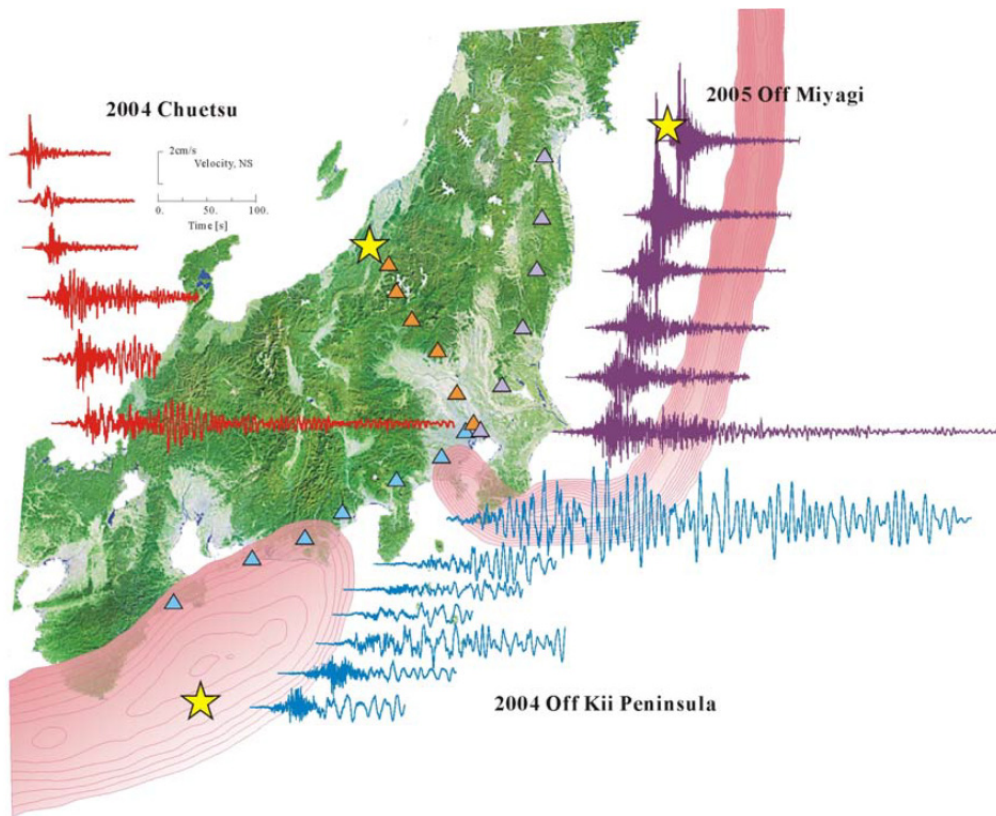 2004 Chuetsu
2005 Off Miyagi
2cm/s
Velocity, NS
0. 50. 100.
Time [s]
2004 Off Kii Peninsula